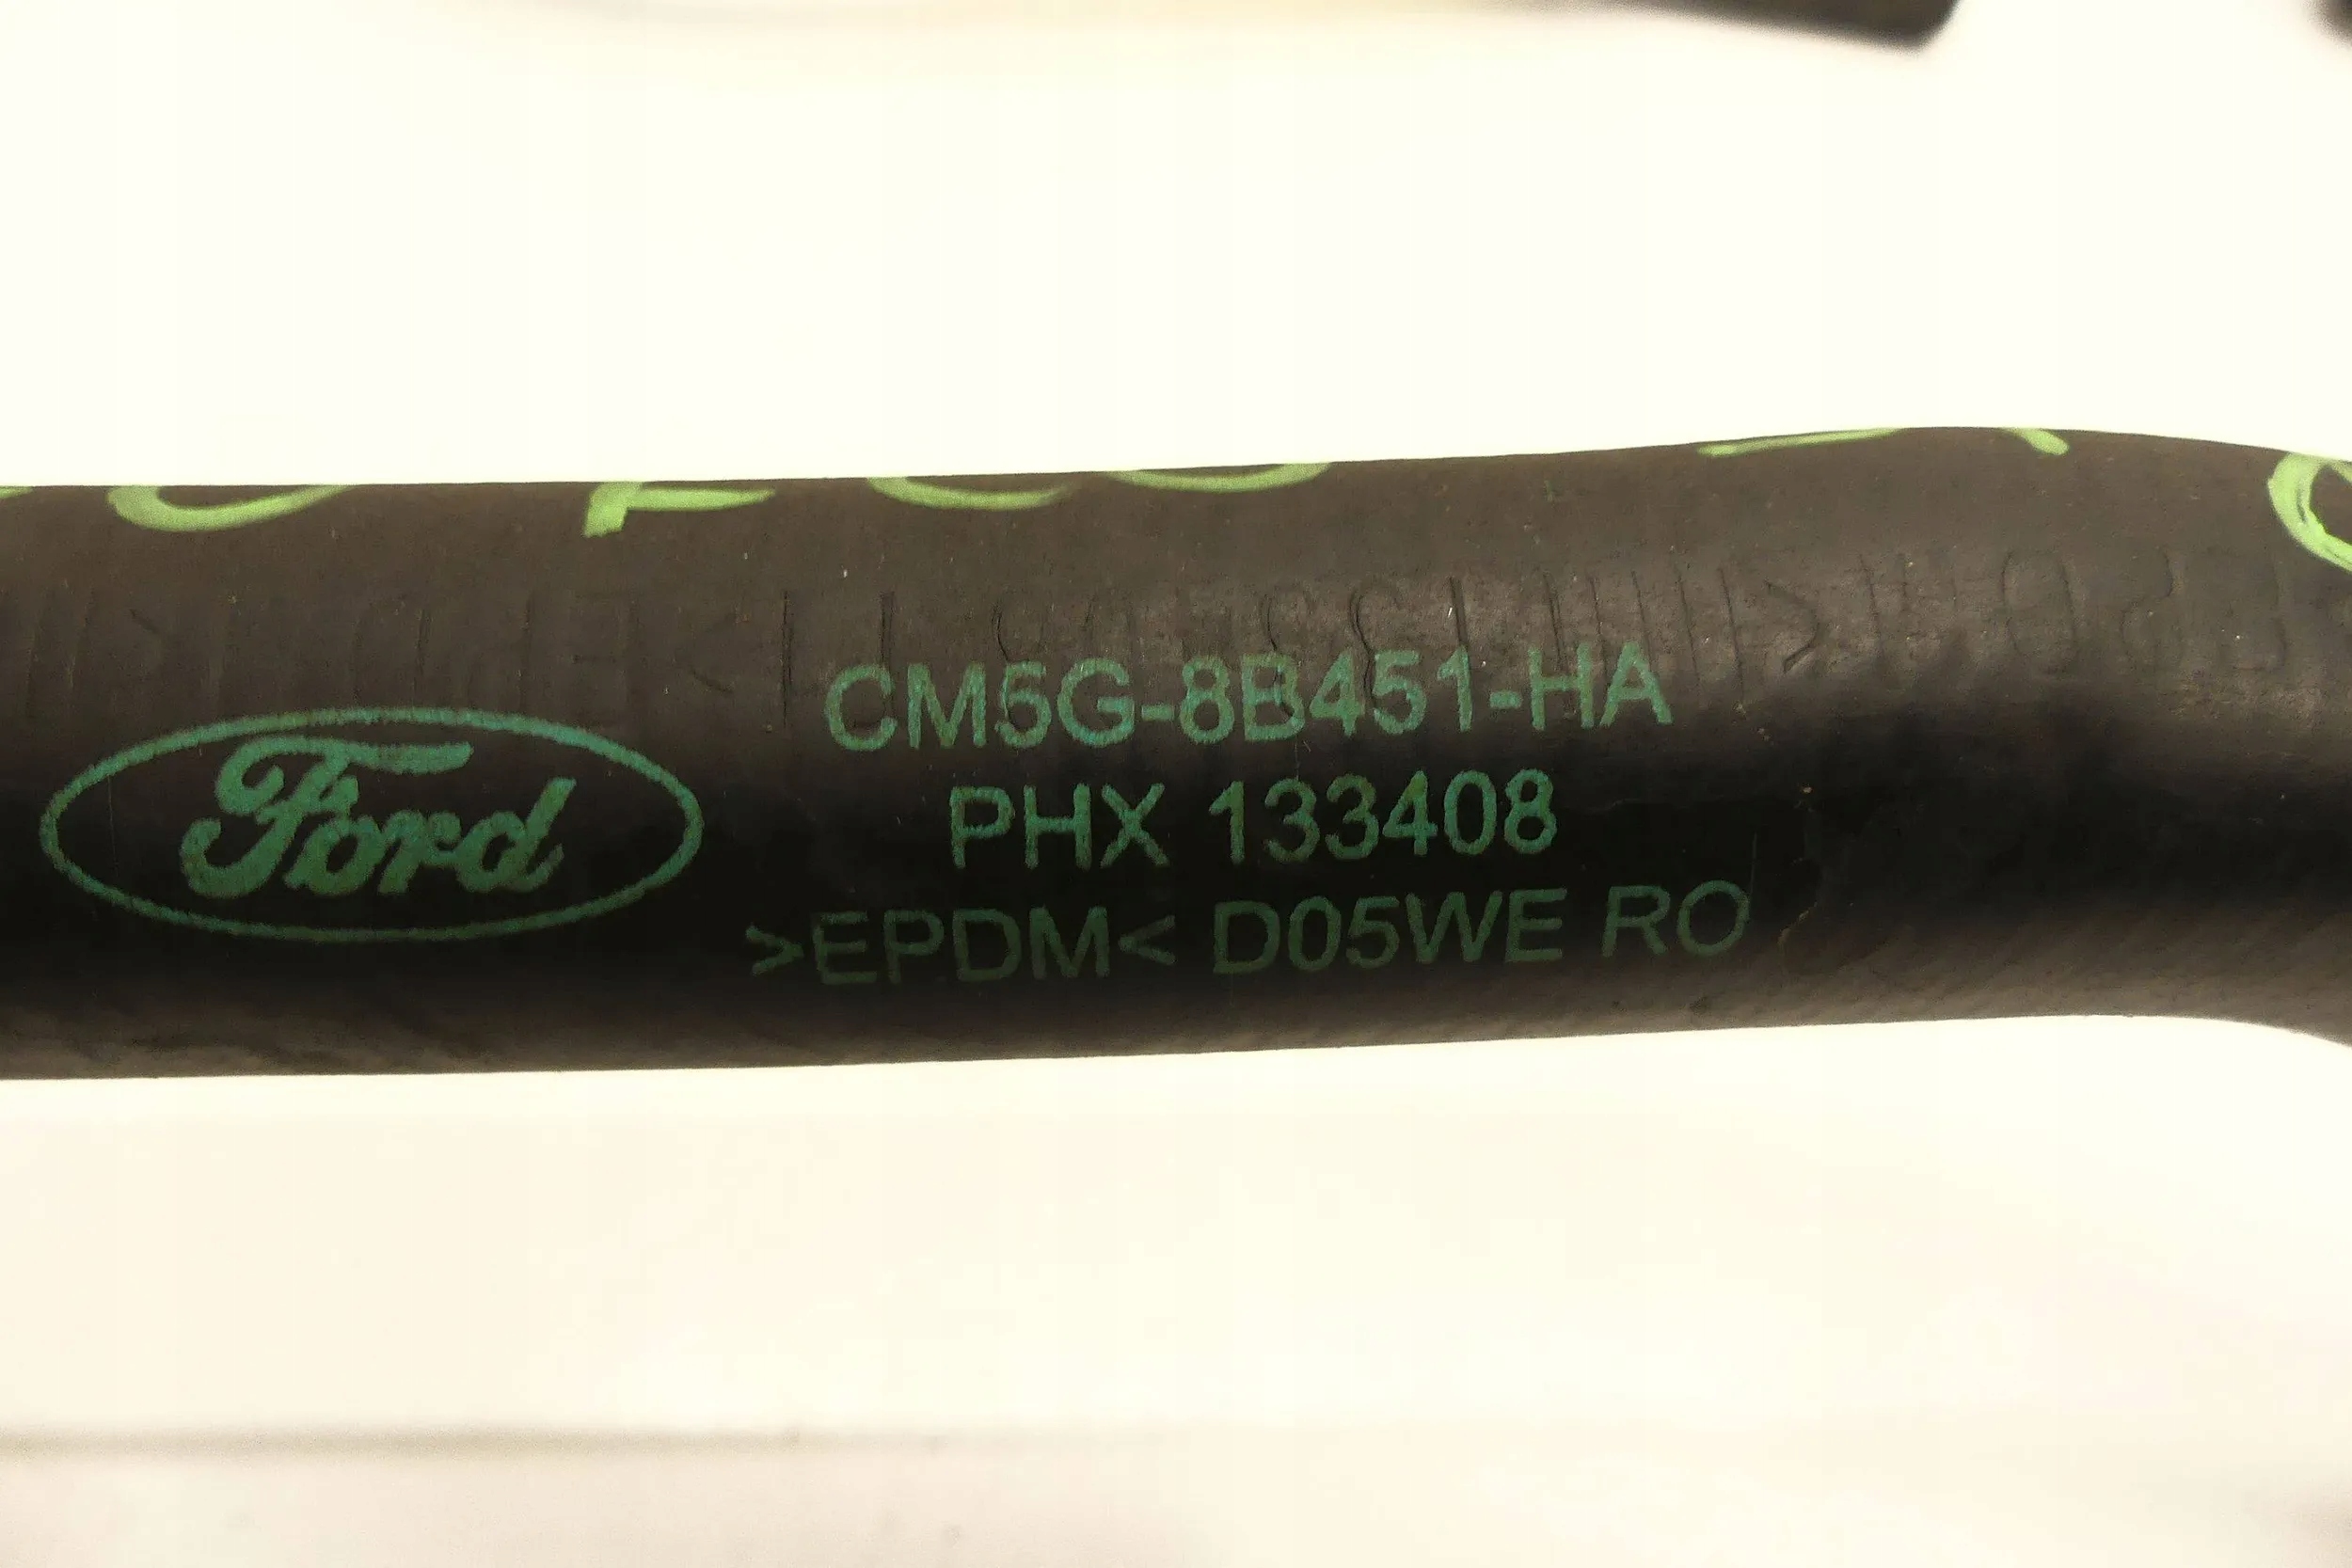 Ford
CM5G-8B451-HA
PHX 133408
>EPDM< D05WE RO